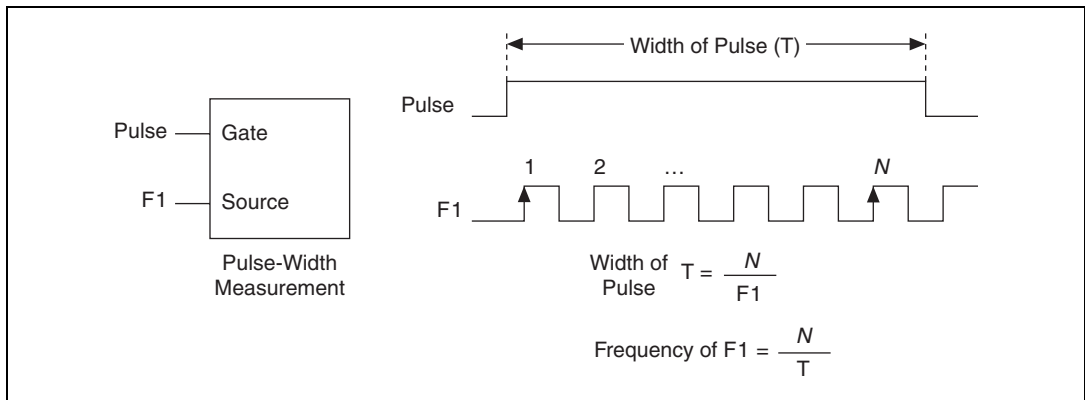 Width of Pulse (T)
Pulse
Pulse
Gate
1 2 … N
F1
Source
F1
Pulse-Width
Measurement
Width of
Pulse
T = N
F1
Frequency of F1 = N
T